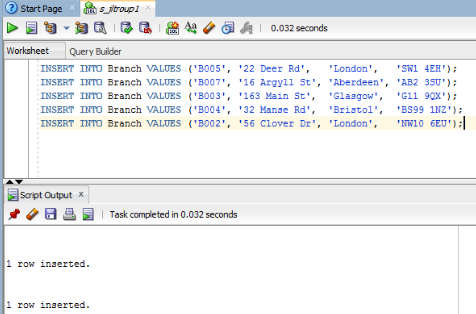 Start Page s_jltroup1
0.032 seconds
Worksheet Query Builder
INSERT INTO Branch VALUES ('B005', '22 Deer Rd', 'London', 'SW1 4EH');
INSERT INTO Branch VALUES ('B007', '16 Argyll St', 'Aberdeen', 'AB2 3SU');
INSERT INTO Branch VALUES ('B003', '163 Main St', 'Glasgow', 'G11 9QX');
INSERT INTO Branch VALUES ('B004', '32 Manse Rd', 'Bristol', 'BS99 1NZ');
INSERT INTO Branch VALUES ('B002', '56 Clover Dr', 'London', 'NW10 6EU');
Script Output
Task completed in 0.032 seconds
1 row inserted.
1 row inserted.